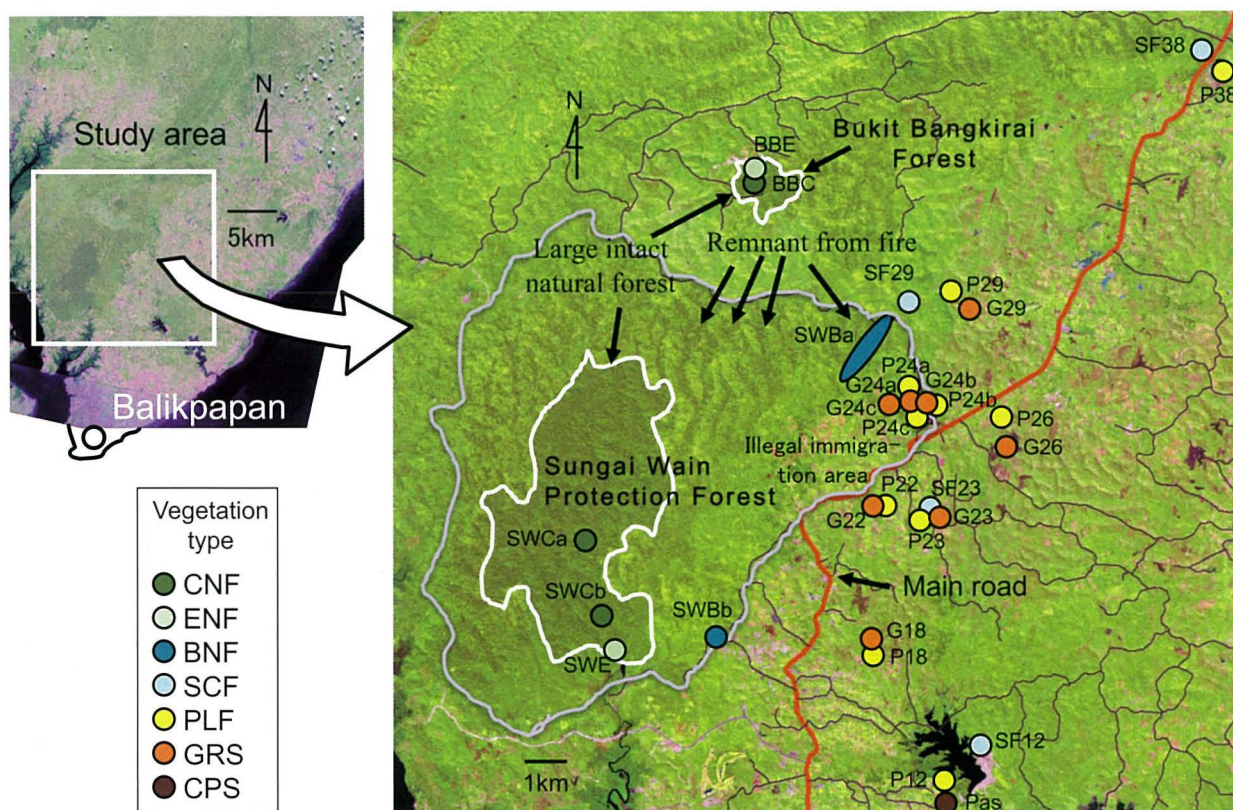 Study area
N
5km
Balikpapan
Vegetation
type
CNF
ENF
BNF
SCF
PLF
GRS
CPS
N
SF38
P38
BBE
BBC
Bukit Bangkirai
Forest
Large intact
natural forest
Remnant from fire
SF29
P29
G29
SWBa
P24a
G24a
G24b
G24c
P24b
P24c
P26
G26
Illegal immigra-
tion area
Sungai Wain
Protection Forest
P22
SF23
G22
G23
P23
SWCa
SWCb
SWBb
SWE
Main road
G18
P18
SF12
P12
Pas
1km